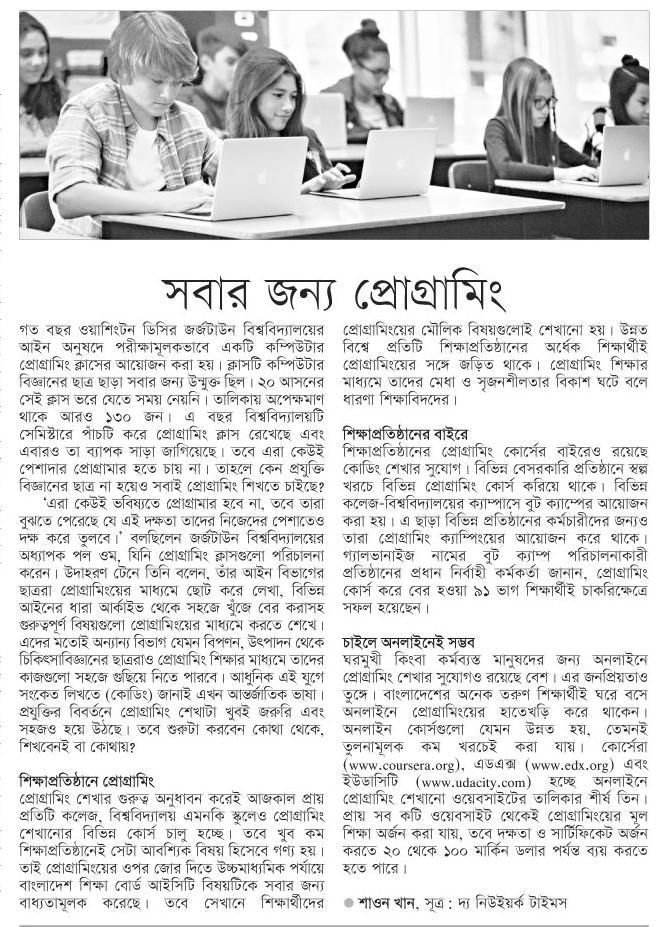 সবার জন্য প্রোগ্রামিং
গত বছর ওয়াশিংটন ডিসির জর্জটাউন বিশ্ববিদ্যালয়ের
আইন অনুষদে পরীক্ষামূলকভাবে একটি কম্পিউটার
প্রোগ্রামিং ক্লাসের আয়োজন করা হয়। ক্লাসটি কম্পিউটার
বিজ্ঞানের ছাত্র ছাড়া সবার জন্য উন্মুক্ত ছিল। ২০ আসনের
সেই ক্লাস ভরে যেতে সময় নেয়নি। তালিকায় অপেক্ষমাণ
থাকে আরও ১৩০ জন। এ বছর বিশ্ববিদ্যালয়টি
সেমিস্টারে পাঁচটি করে প্রোগ্রামিং ক্লাস রেখেছে এবং
এবারও তা ব্যাপক সাড়া জাগিয়েছে। তবে এরা কেউই
পেশাদার প্রোগ্রামার হতে চায় না। তাহলে কেন প্রযুক্তি
বিজ্ঞানের ছাত্র না হয়েও সবাই প্রোগ্রামিং শিখতে চাইছে?
‘এরা কেউই ভবিষ্যতে প্রোগ্রামার হবে না, তবে তারা
বুঝতে পেরেছে যে এই দক্ষতা তাদের নিজেদের পেশাতেও
দক্ষ করে তুলবে।’ বলছিলেন জর্জটাউন বিশ্ববিদ্যালয়ের
অধ্যাপক পল ওম, যিনি প্রোগ্রামিং ক্লাসগুলো পরিচালনা
করেন। উদাহরণ টেনে তিনি বলেন, তাঁর আইন বিভাগের
ছাত্ররা প্রোগ্রামিংয়ের মাধ্যমে ছোট করে লেখা, বিভিন্ন
আইনের ধারা আর্কাইভ থেকে সহজে খুঁজে বের করাসহ
গুরুত্বপূর্ণ বিষয়গুলো প্রোগ্রামিংয়ের মাধ্যমে করতে শেখে।
এদের মতোই অন্যান্য বিভাগ যেমন বিপণন, উৎপাদন থেকে
চিকিৎসাবিজ্ঞানের ছাত্ররাও প্রোগ্রামিং শিক্ষার মাধ্যমে তাদের
কাজগুলো সহজে গুছিয়ে নিতে পারবে। আধুনিক এই যুগে
সংকেত লিখতে (কোডিং) জানাই এখন আন্তর্জাতিক ভাষা।
প্রযুক্তির বিবর্তনে প্রোগ্রামিং শেখাটা খুবই জরুরি এবং
সহজও হয়ে উঠছে। তবে শুরুটা করবেন কোথা থেকে,
শিখবেনই বা কোথায়?
শিক্ষাপ্রতিষ্ঠানে প্রোগ্রামিং
প্রোগ্রামিং শেখার গুরুত্ব অনুধাবন করেই আজকাল প্রায়
প্রতিটি কলেজ, বিশ্ববিদ্যালয় এমনকি স্কুলেও প্রোগ্রামিং
শেখানোর বিভিন্ন কোর্স চালু হচ্ছে। তবে খুব কম
শিক্ষাপ্রতিষ্ঠানেই সেটা আবশ্যিক বিষয় হিসেবে গণ্য হয়।
তাই প্রোগ্রামিংয়ের ওপর জোর দিতে উচ্চমাধ্যমিক পর্যায়ে
বাংলাদেশ শিক্ষা বোর্ড আইসিটি বিষয়টিকে সবার জন্য
বাধ্যতামূলক করেছে। তবে সেখানে শিক্ষার্থীদের
প্রোগ্রামিংয়ের মৌলিক বিষয়গুলোই শেখানো হয়। উন্নত
বিশ্বে প্রতিটি শিক্ষাপ্রতিষ্ঠানের অর্ধেক শিক্ষার্থীই
প্রোগ্রামিংয়ের সঙ্গে জড়িত থাকে। প্রোগ্রামিং শিক্ষার
মাধ্যমে তাদের মেধা ও সৃজনশীলতার বিকাশ ঘটে বলে
ধারণা শিক্ষাবিদদের।
শিক্ষাপ্রতিষ্ঠানের বাইরে
শিক্ষাপ্রতিষ্ঠানের প্রোগ্রামিং কোর্সের বাইরেও রয়েছে
কোডিং শেখার সুযোগ। বিভিন্ন বেসরকারি প্রতিষ্ঠানে স্বল্প
খরচে বিভিন্ন প্রোগ্রামিং কোর্স করিয়ে থাকে। বিভিন্ন
কলেজ-বিশ্ববিদ্যালয়ের ক্যাম্পাসে বুট ক্যাম্পের আয়োজন
করা হয়। এ ছাড়া বিভিন্ন প্রতিষ্ঠানের কর্মচারীদের জন্যও
তারা প্রোগ্রামিং ক্যাম্পিংয়ের আয়োজন করে থাকে।
গ্যালভানাইজ নামের বুট ক্যাম্প পরিচালনাকারী
প্রতিষ্ঠানের প্রধান নির্বাহী কর্মকর্তা জানান, প্রোগ্রামিং
কোর্স করে বের হওয়া ৯১ ভাগ শিক্ষার্থীই চাকরিক্ষেত্রে
সফল হয়েছেন।
চাইলে অনলাইনেই সম্ভব
ঘরমুখী কিংবা কর্মব্যস্ত মানুষদের জন্য অনলাইনে
প্রোগ্রামিং শেখার সুযোগও রয়েছে বেশ। এর জনপ্রিয়তাও
তুঙ্গে। বাংলাদেশের অনেক তরুণ শিক্ষার্থীই ঘরে বসে
অনলাইনে প্রোগ্রামিংয়ের হাতেখড়ি করে থাকেন।
অনলাইন কোর্সগুলো যেমন উন্নত হয়, তেমনই
তুলনামূলক কম খরচেই করা যায়। কোর্সেরা
(www.coursera.org), এডএক্স (www.edx.org) এবং
ইউডাসিটি (www.udacity.com) হচ্ছে অনলাইনে
প্রোগ্রামিং শেখানো ওয়েবসাইটের তালিকার শীর্ষ তিন।
প্রায় সব কটি ওয়েবসাইট থেকেই প্রোগ্রামিংয়ের মূল
শিক্ষা অর্জন করা যায়, তবে দক্ষতা ও সার্টিফিকেট অর্জন
করতে ২০ থেকে ১০০ মার্কিন ডলার পর্যন্ত ব্যয় করতে
হতে পারে।
● শাওন খান, সূত্র : দ্য নিউইয়র্ক টাইমস